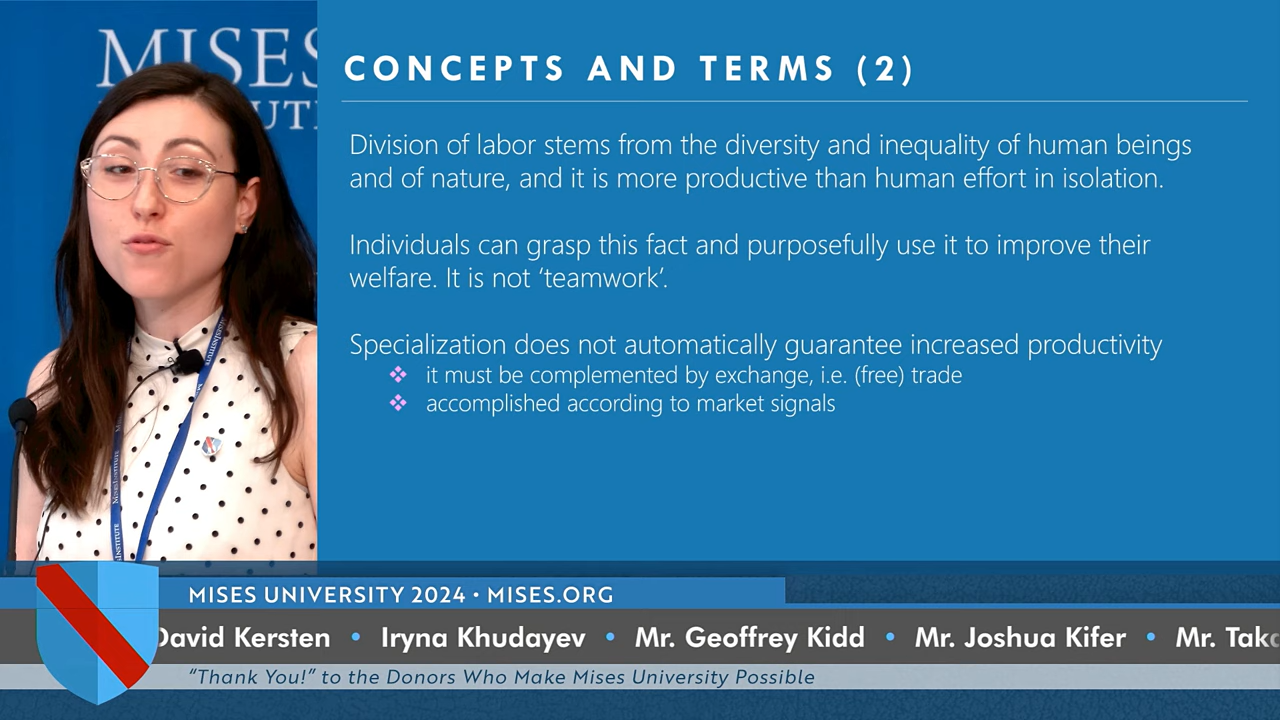 MISES
CONCEPTS AND TERMS (2)
Division of labor stems from the diversity and inequality of human beings
and of nature, and it is more productive than human effort in isolation.
Individuals can grasp this fact and purposefully use it to improve their
welfare. It is not ‘teamwork’.
Specialization does not automatically guarantee increased productivity
❖ it must be complemented by exchange, i.e. (free) trade
❖ accomplished according to market signals
MISES UNIVERSITY 2024 • MISES.ORG
David Kersten • Iryna Khudayev • Mr. Geoffrey Kidd • Mr. Joshua Kifer • Mr.
“Thank You!” to the Donors Who Make Mises University Possible